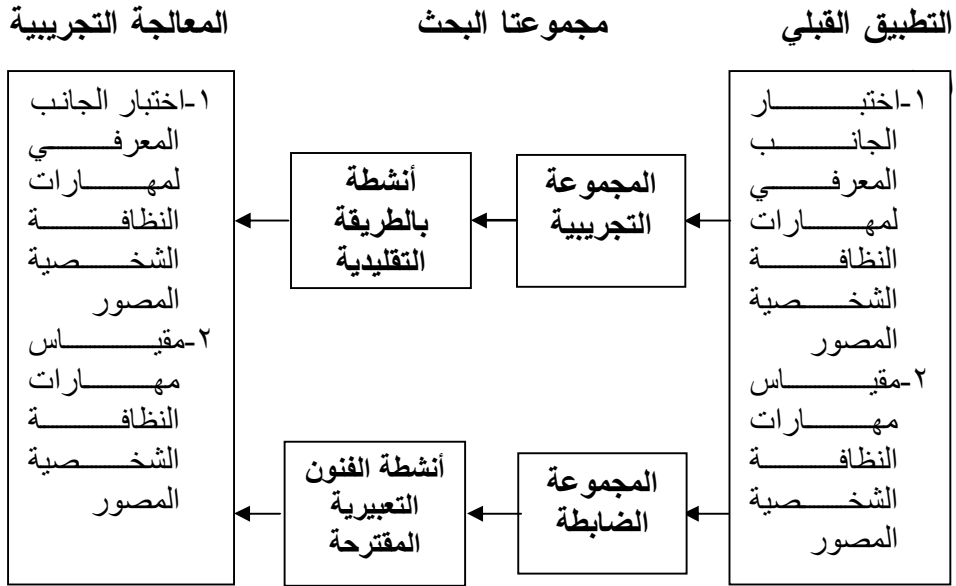 التطبيق القبلي
مجموعتا البحث
المعالجة التجريبية
١-اختبار
الجانب
المعرفي
لمهارات
النظافة
الشخصية
المصور
٢-مقياس
مهارات
النظافة
الشخصية
المصور
المجموعة
التجريبية
أنشطة
بالطريقة
التقليدية
المجموعة
الضابطة
أنشطة الفنون
التعبيرية
المقترحة
١-اختبار الجانب
المعرفي
لمهارات
النظافة
الشخصية
المصور
٢-مقياس
مهارات
النظافة
الشخصية
المصور